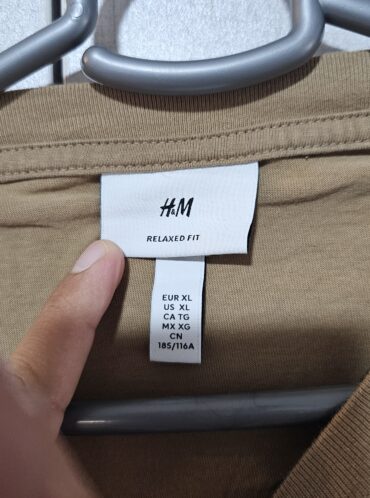 H&M
RELAXED FIT
EUR XL
US XL
CA TG
MX XG
CN
185/116A